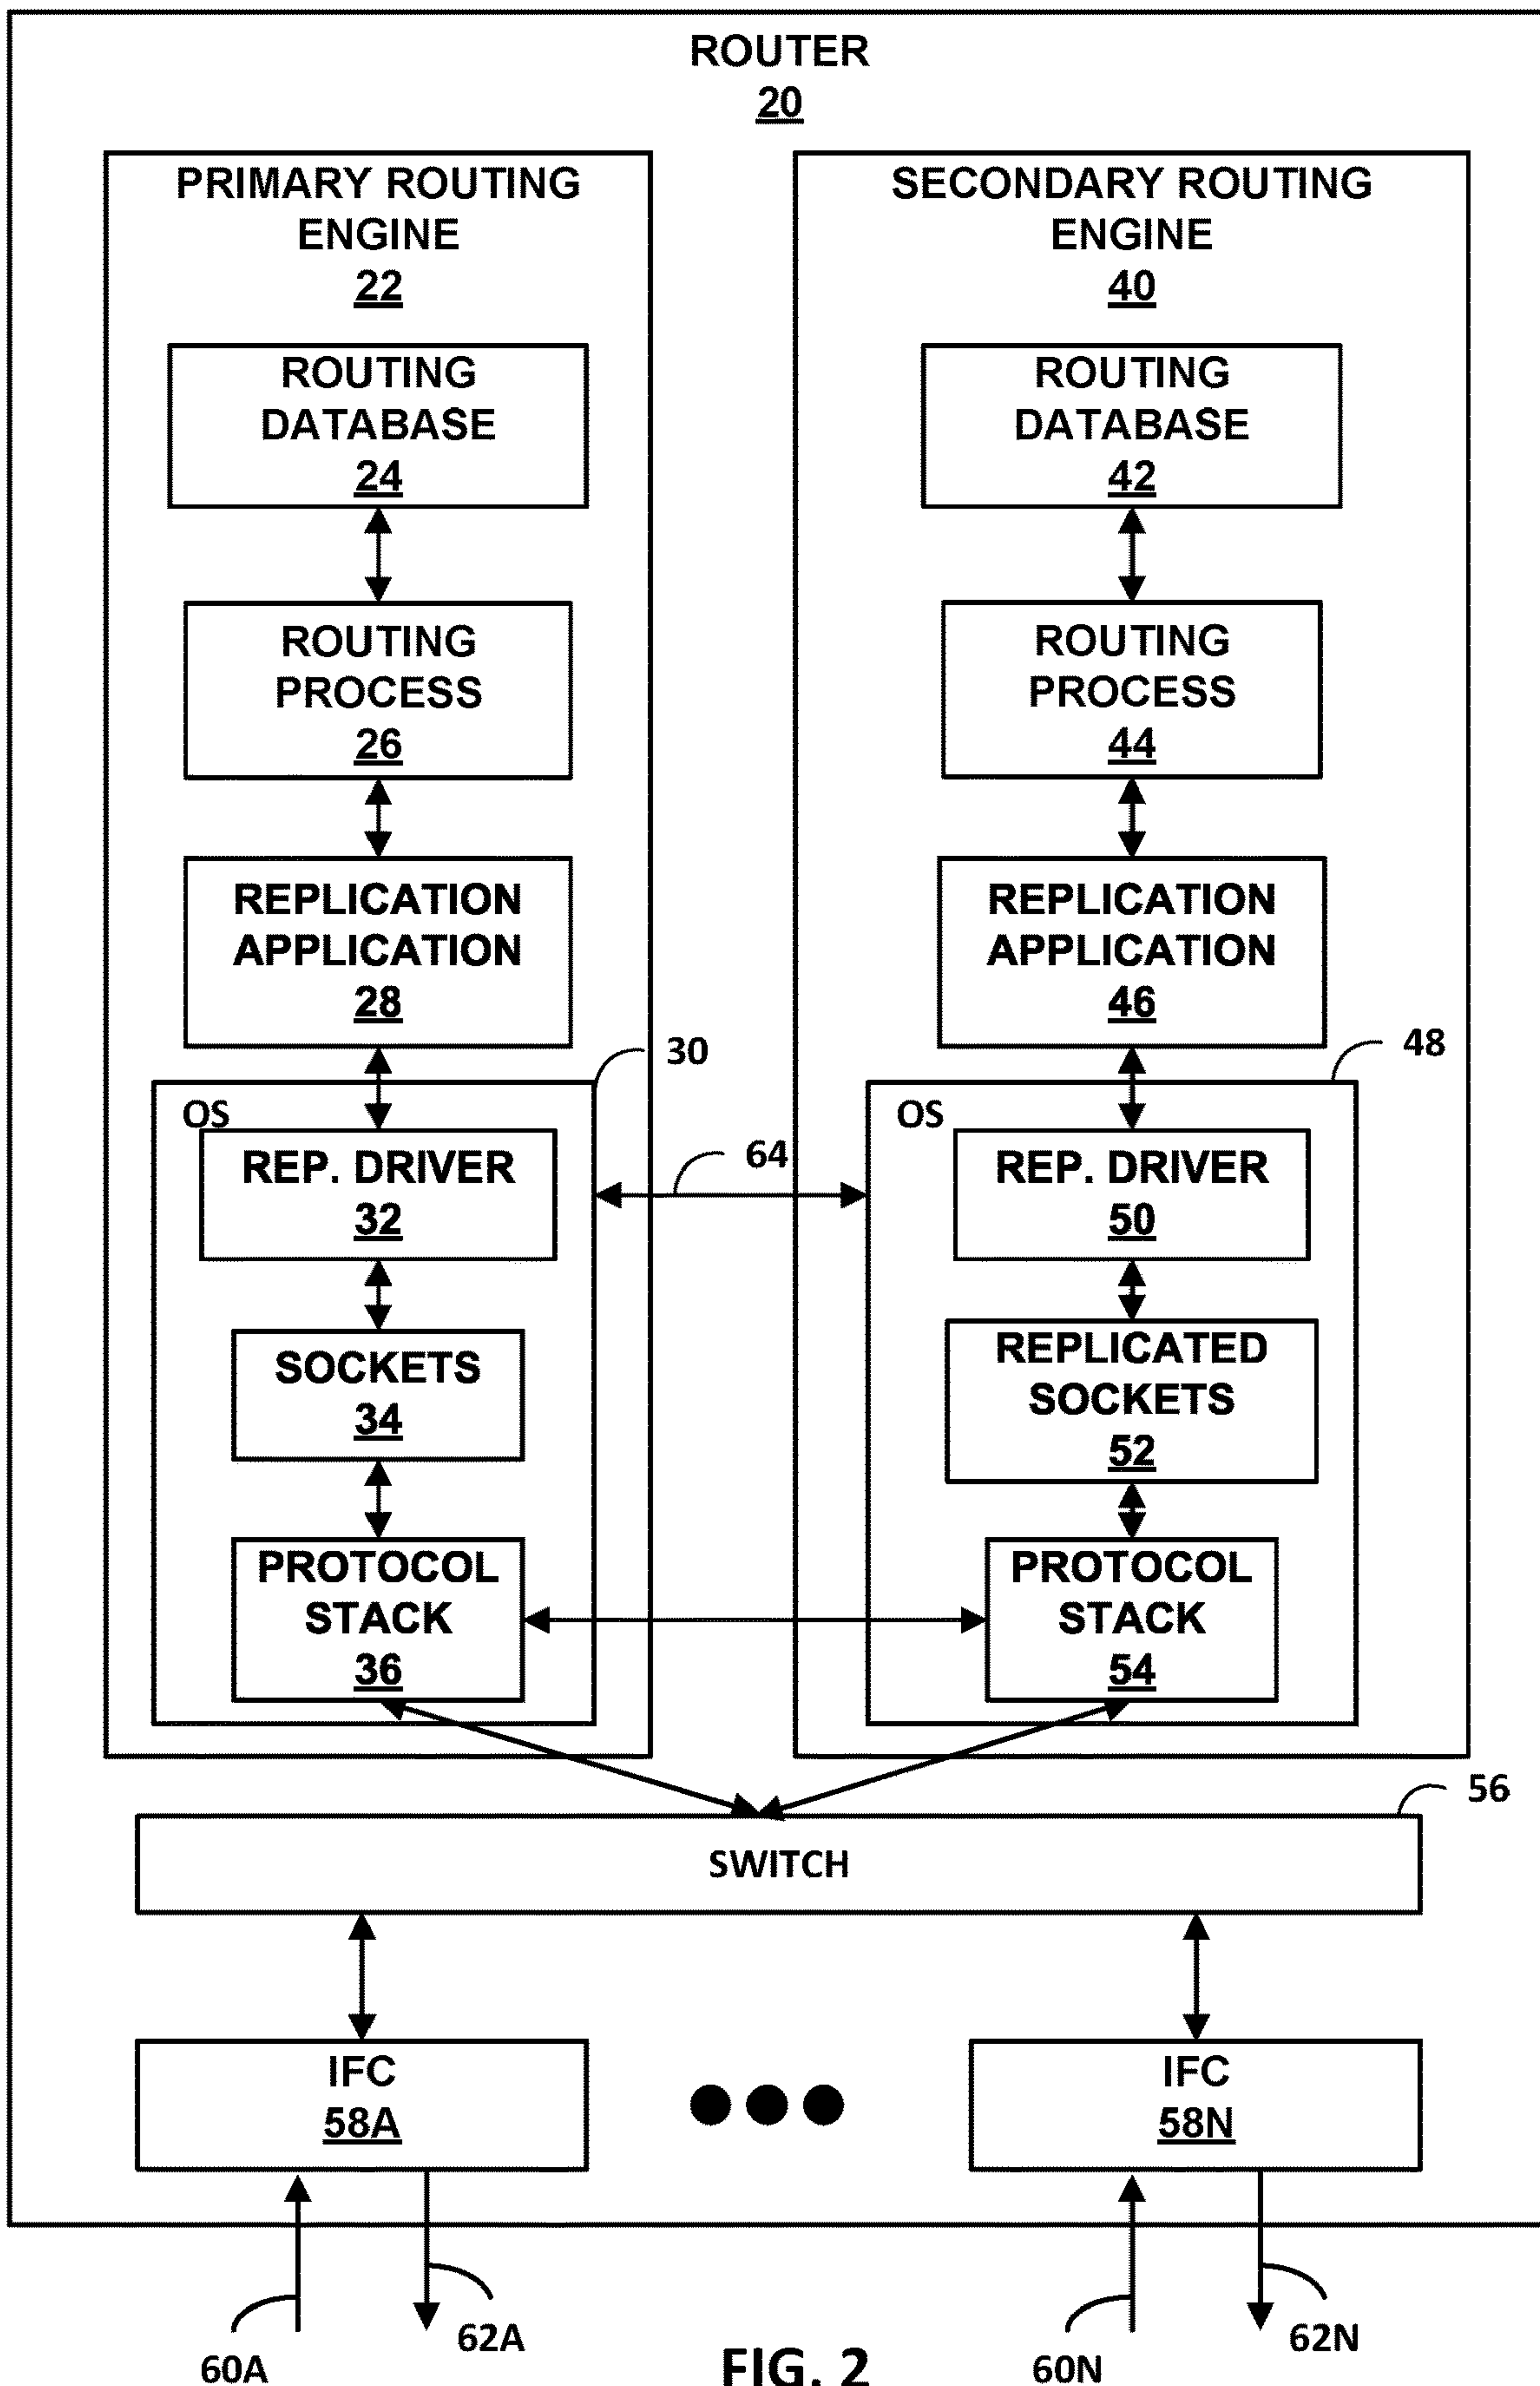 ROUTER
20
PRIMARY ROUTING
ENGINE
22
ROUTING
DATABASE
24
ROUTING
PROCESS
26
REPLICATION
APPLICATION
28
30
OS
REP. DRIVER
32
SOCKETS
34
PROTOCOL
STACK
36
64
SECONDARY ROUTING
ENGINE
40
ROUTING
DATABASE
42
ROUTING
PROCESS
44
REPLICATION
APPLICATION
46
48
OS
REP. DRIVER
50
REPLICATED
SOCKETS
52
PROTOCOL
STACK
54
56
SWITCH
IFC
58A
IFC
58N
60A
62A
60N
62N
FIG. 2